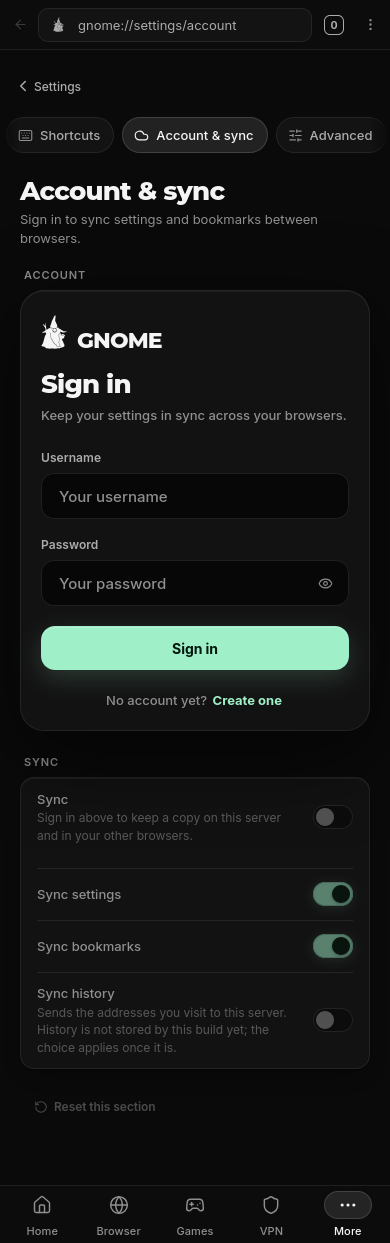 gnome://settings/account
0
Settings
Shortcuts
Account & sync
Advanced
Account & sync
Sign in to sync settings and bookmarks between
browsers.
ACCOUNT
GNOME
Sign in
Keep your settings in sync across your browsers.
Username
Your username
Password
Your password
Sign in
No account yet? Create one
SYNC
Sync
Sign in above to keep a copy on this server
and in your other browsers.
Sync settings
Sync bookmarks
Sync history
Sends the addresses you visit to this server.
History is not stored by this build yet; the
choice applies once it is.
Reset this section
Home
Browser
Games
VPN
More